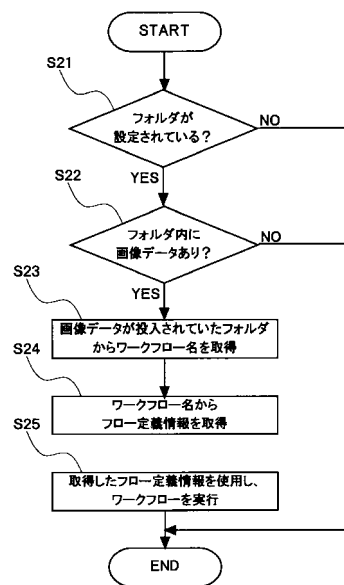 START
S21
フォルダが
設定されている？
NO
YES
S22
フォルダ内に
画像データあり？
NO
YES
S23
画像データが投入されていたフォルダ
からワークフロー名を取得
S24
ワークフロー名から
フロー定義情報を取得
S25
取得したフロー定義情報を使用し、
ワークフローを実行
END